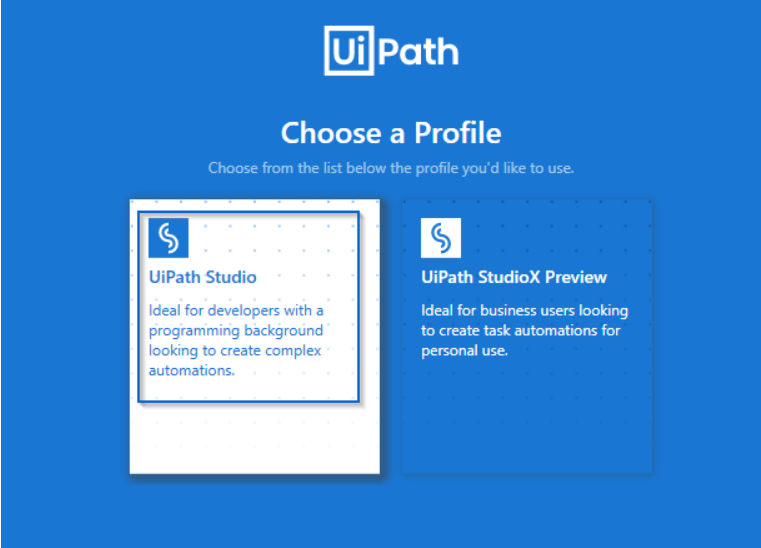 UiPath
Choose a Profile
Choose from the list below the profile you'd like to use.
UiPath Studio
Ideal for developers with a
programming background
looking to create complex
automations.
UiPath StudioX Preview
Ideal for business users looking
to create task automations for
personal use.